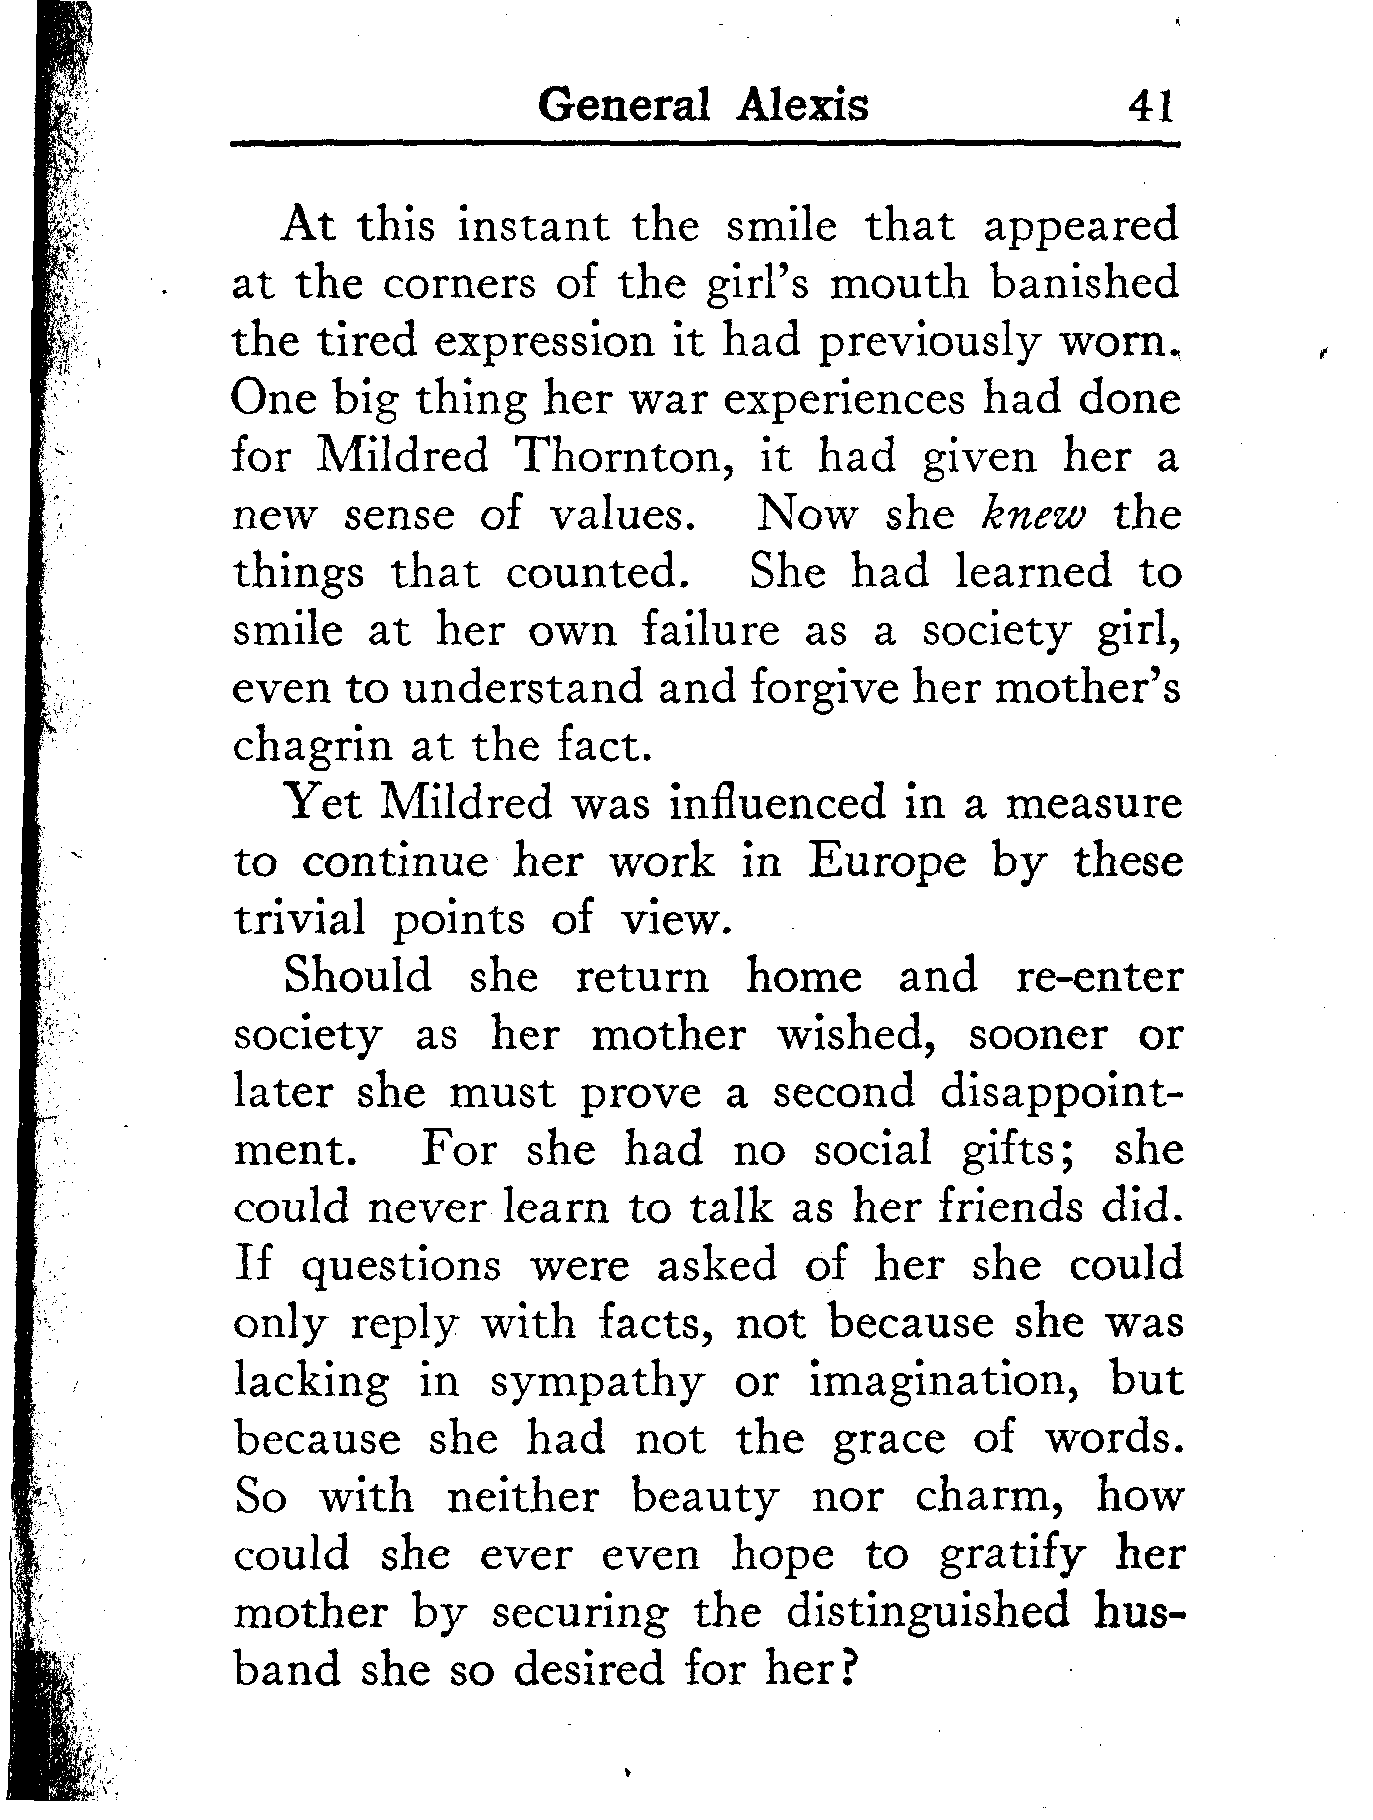 General Alexis 41
At this instant the smile that appeared
at the corners of the girl's mouth banished
the tired expression it had previously worn.
One big thing her war experiences had done
for Mildred Thornton, it had given her a
new sense of values. Now she knew the
things that counted. She had learned to
smile at her own failure as a society girl,
even to understand and forgive her mother's
chagrin at the fact.
Yet Mildred was influenced in a measure
to continue her work in Europe by these
trivial points of view.
Should she return home and re-enter
society as her mother wished, sooner or
later she must prove a second disappoint-
ment. For she had no social gifts; she
could never learn to talk as her friends did.
If questions were asked of her she could
only reply with facts, not because she was
lacking in sympathy or imagination, but
because she had not the grace of words.
So with neither beauty nor charm, how
could she ever even hope to gratify her
mother by securing the distinguished hus-
band she so desired for her?